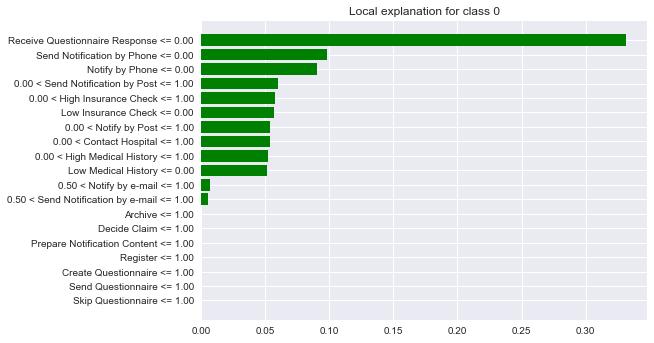 Local explanation for class 0
Receive Questionnaire Response <= 0.00
Send Notification by Phone <= 0.00
Notify by Phone <= 0.00
0.00 < Send Notification by Post <= 1.00
0.00 < High Insurance Check <= 1.00
Low Insurance Check <= 0.00
0.00 < Notify by Post <= 1.00
0.00 < Contact Hospital <= 1.00
0.00 < High Medical History <= 1.00
Low Medical History <= 0.00
0.50 < Notify by e-mail <= 1.00
0.50 < Send Notification by e-mail <= 1.00
Archive <= 1.00
Decide Claim <= 1.00
Prepare Notification Content <= 1.00
Register <= 1.00
Create Questionnaire <= 1.00
Send Questionnaire <= 1.00
Skip Questionnaire <= 1.00
0.00 0.05 0.10 0.15 0.20 0.25 0.30